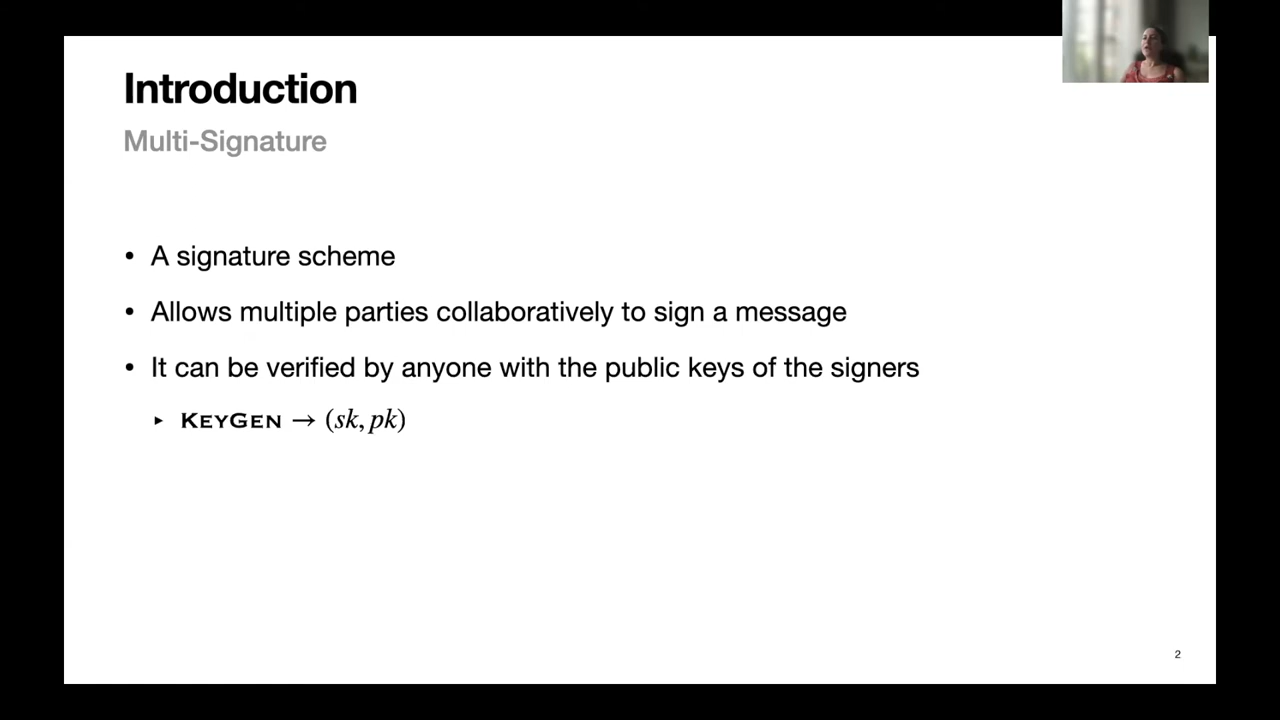 Introduction
Multi-Signature
• A signature scheme
• Allows multiple parties collaboratively to sign a message
• It can be verified by anyone with the public keys of the signers
▸ KEYGEN → (sk, pk)
2